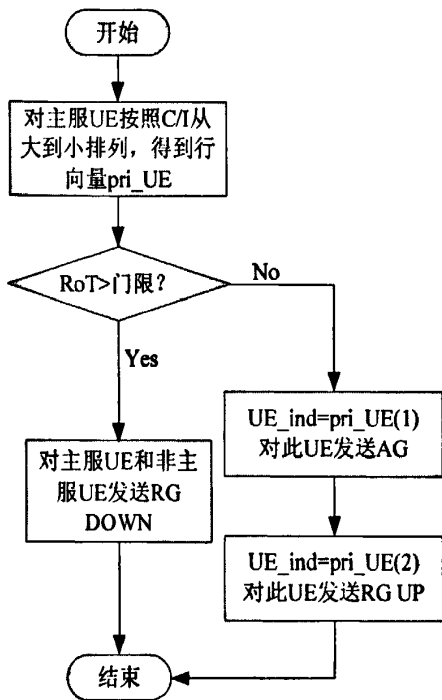 开始
对主服UE按照C/I从
大到小排列，得到行
向量pri_UE
RoT>门限?
No
Yes
UE_ind=pri_UE(1)
对此UE发送AG
对主服UE和非主
服UE发送RG
DOWN
UE_ind=pri_UE(2)
对此UE发送RG UP
结束